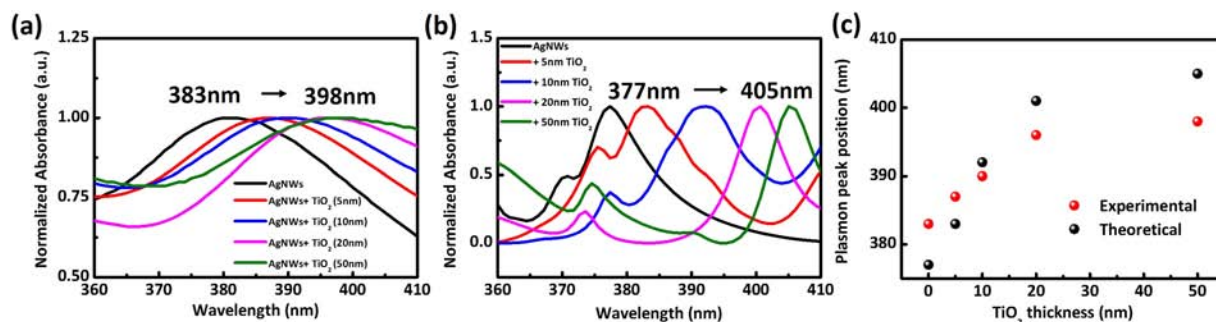 (a)
1.25
1.00
0.75
0.50
Normalized Absorbance (a.u.)
383nm → 398nm
AgNWs
AgNWs+ TiO₂ (5nm)
AgNWs+ TiO₂ (10nm)
AgNWs+ TiO₂ (20nm)
AgNWs+ TiO₂ (50nm)
360 370 380 390 400 410
Wavelength (nm)
(b)
1.5
1.0
0.5
0.0
Normalized Absorbance (a.u.)
AgNWs
+ 5nm TiO₂
+ 10nm TiO₂
+ 20nm TiO₂
+ 50nm TiO₂
377nm → 405nm
360 370 380 390 400 410
Wavelength (nm)
(c)
410
400
390
380
Plasmon peak position (nm)
Experimental
Theoretical
0 10 20 30 40 50
TiO₂ thickness (nm)